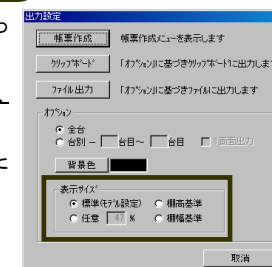 出力設定
帳票作成 帳票作成ﾒﾆｭｰを表示します
ｸﾘｯﾌﾟﾎﾞｰﾄﾞ 「ｵﾌﾟｼｮﾝ」に基づきｸﾘｯﾌﾟﾎﾞｰﾄﾞに出力しま
ファイル出力 「ｵﾌﾟｼｮﾝ」に基づきﾌｧｲﾙに出力します
ｵﾌﾟｼｮﾝ
全台
台別 － 台目～ 台目 画面出力
背景色
表示ｻｲｽﾞ
標準(ﾓﾃﾞﾙ設定) 棚高基準
任意 47 % 棚幅基準
取消